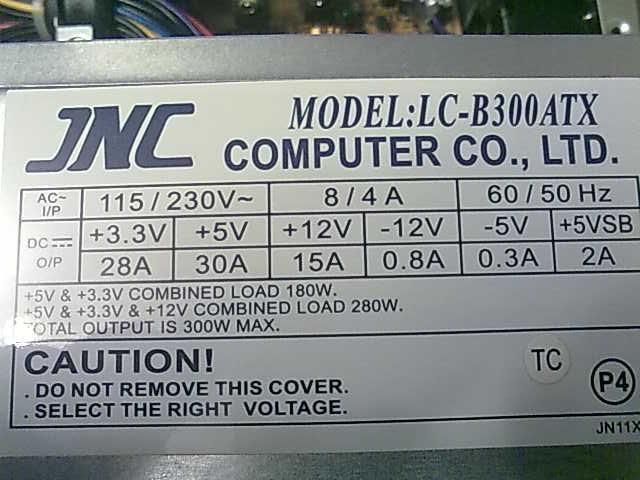 JNC
MODEL:LC-B300ATX
COMPUTER CO., LTD.
AC~ I/P 115 / 230V~ 8 / 4 A 60 / 50 Hz
DC O/P +3.3V +5V +12V -12V -5V +5VSB
28A 30A 15A 0.8A 0.3A 2A
+5V & +3.3V COMBINED LOAD 180W.
+5V & +3.3V & +12V COMBINED LOAD 280W.
TOTAL OUTPUT IS 300W MAX.
CAUTION!
. DO NOT REMOVE THIS COVER.
. SELECT THE RIGHT VOLTAGE.
TC
P4
JN11X